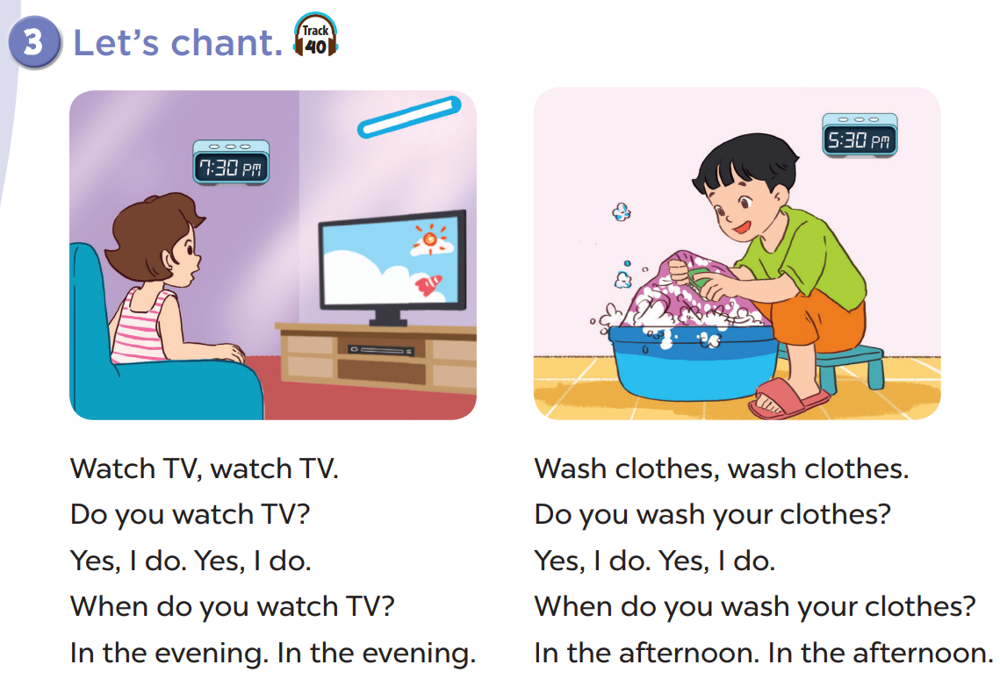 3 Let's chant. Track 40
7:30 PM
Watch TV, watch TV.
Do you watch TV?
Yes, I do. Yes, I do.
When do you watch TV?
In the evening. In the evening.
5:30 PM
Wash clothes, wash clothes.
Do you wash your clothes?
Yes, I do. Yes, I do.
When do you wash your clothes?
In the afternoon. In the afternoon.